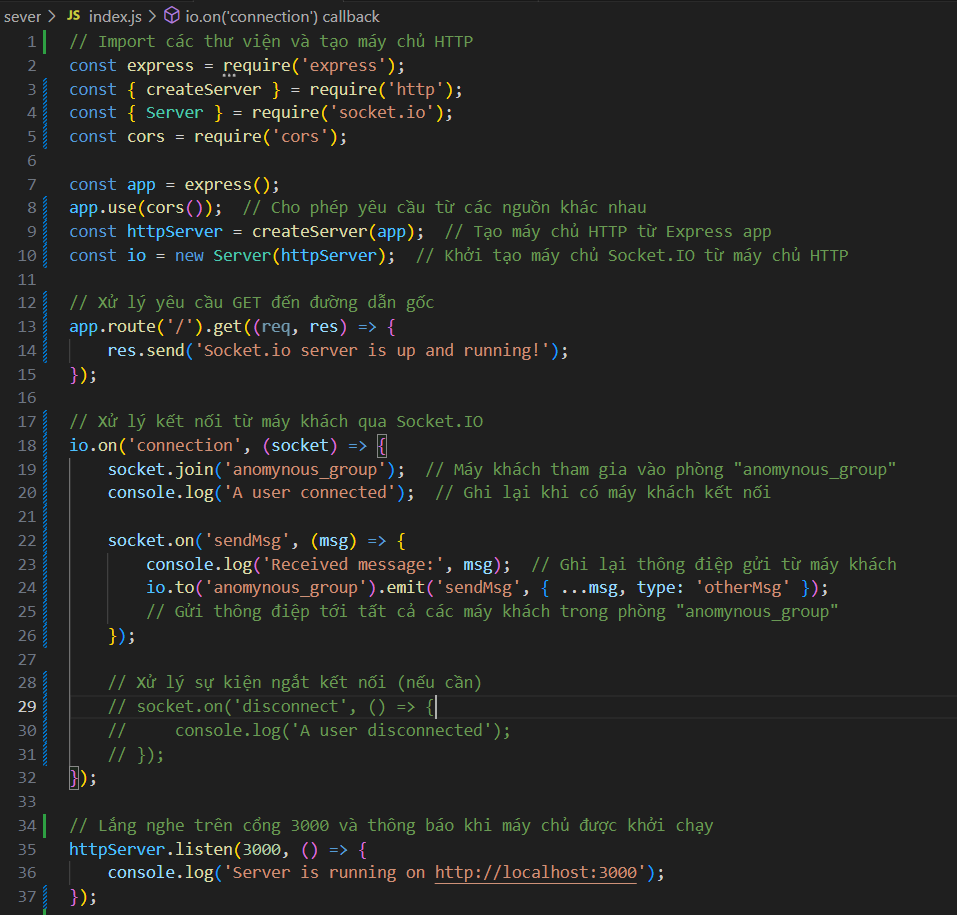 sever > JS index.js > io.on('connection') callback
1 // Import các thư viện và tạo máy chủ HTTP
2 const express = require('express');
3 const { createServer } = require('http');
4 const { Server } = require('socket.io');
5 const cors = require('cors');
6
7 const app = express();
8 app.use(cors());  // Cho phép yêu cầu từ các nguồn khác nhau
9 const httpServer = createServer(app);  // Tạo máy chủ HTTP từ Express app
10 const io = new Server(httpServer);  // Khởi tạo máy chủ Socket.IO từ máy chủ HTTP
11
12 // Xử lý yêu cầu GET đến đường dẫn gốc
13 app.route('/').get((req, res) => {
14     res.send('Socket.io server is up and running!');
15 });
16
17 // Xử lý kết nối từ máy khách qua Socket.IO
18 io.on('connection', (socket) => {
19     socket.join('anomynous_group');  // Máy khách tham gia vào phòng "anomynous_group"
20     console.log('A user connected');  // Ghi lại khi có máy khách kết nối
21
22     socket.on('sendMsg', (msg) => {
23         console.log('Received message:', msg);  // Ghi lại thông điệp gửi từ máy khách
24         io.to('anomynous_group').emit('sendMsg', { ...msg, type: 'otherMsg' });
25         // Gửi thông điệp tới tất cả các máy khách trong phòng "anomynous_group"
26     });
27
28     // Xử lý sự kiện ngắt kết nối (nếu cần)
29     // socket.on('disconnect', () => {
30     //     console.log('A user disconnected');
31     // });
32 });
33
34 // Lắng nghe trên cổng 3000 và thông báo khi máy chủ được khởi chạy
35 httpServer.listen(3000, () => {
36     console.log('Server is running on http://localhost:3000');
37 });